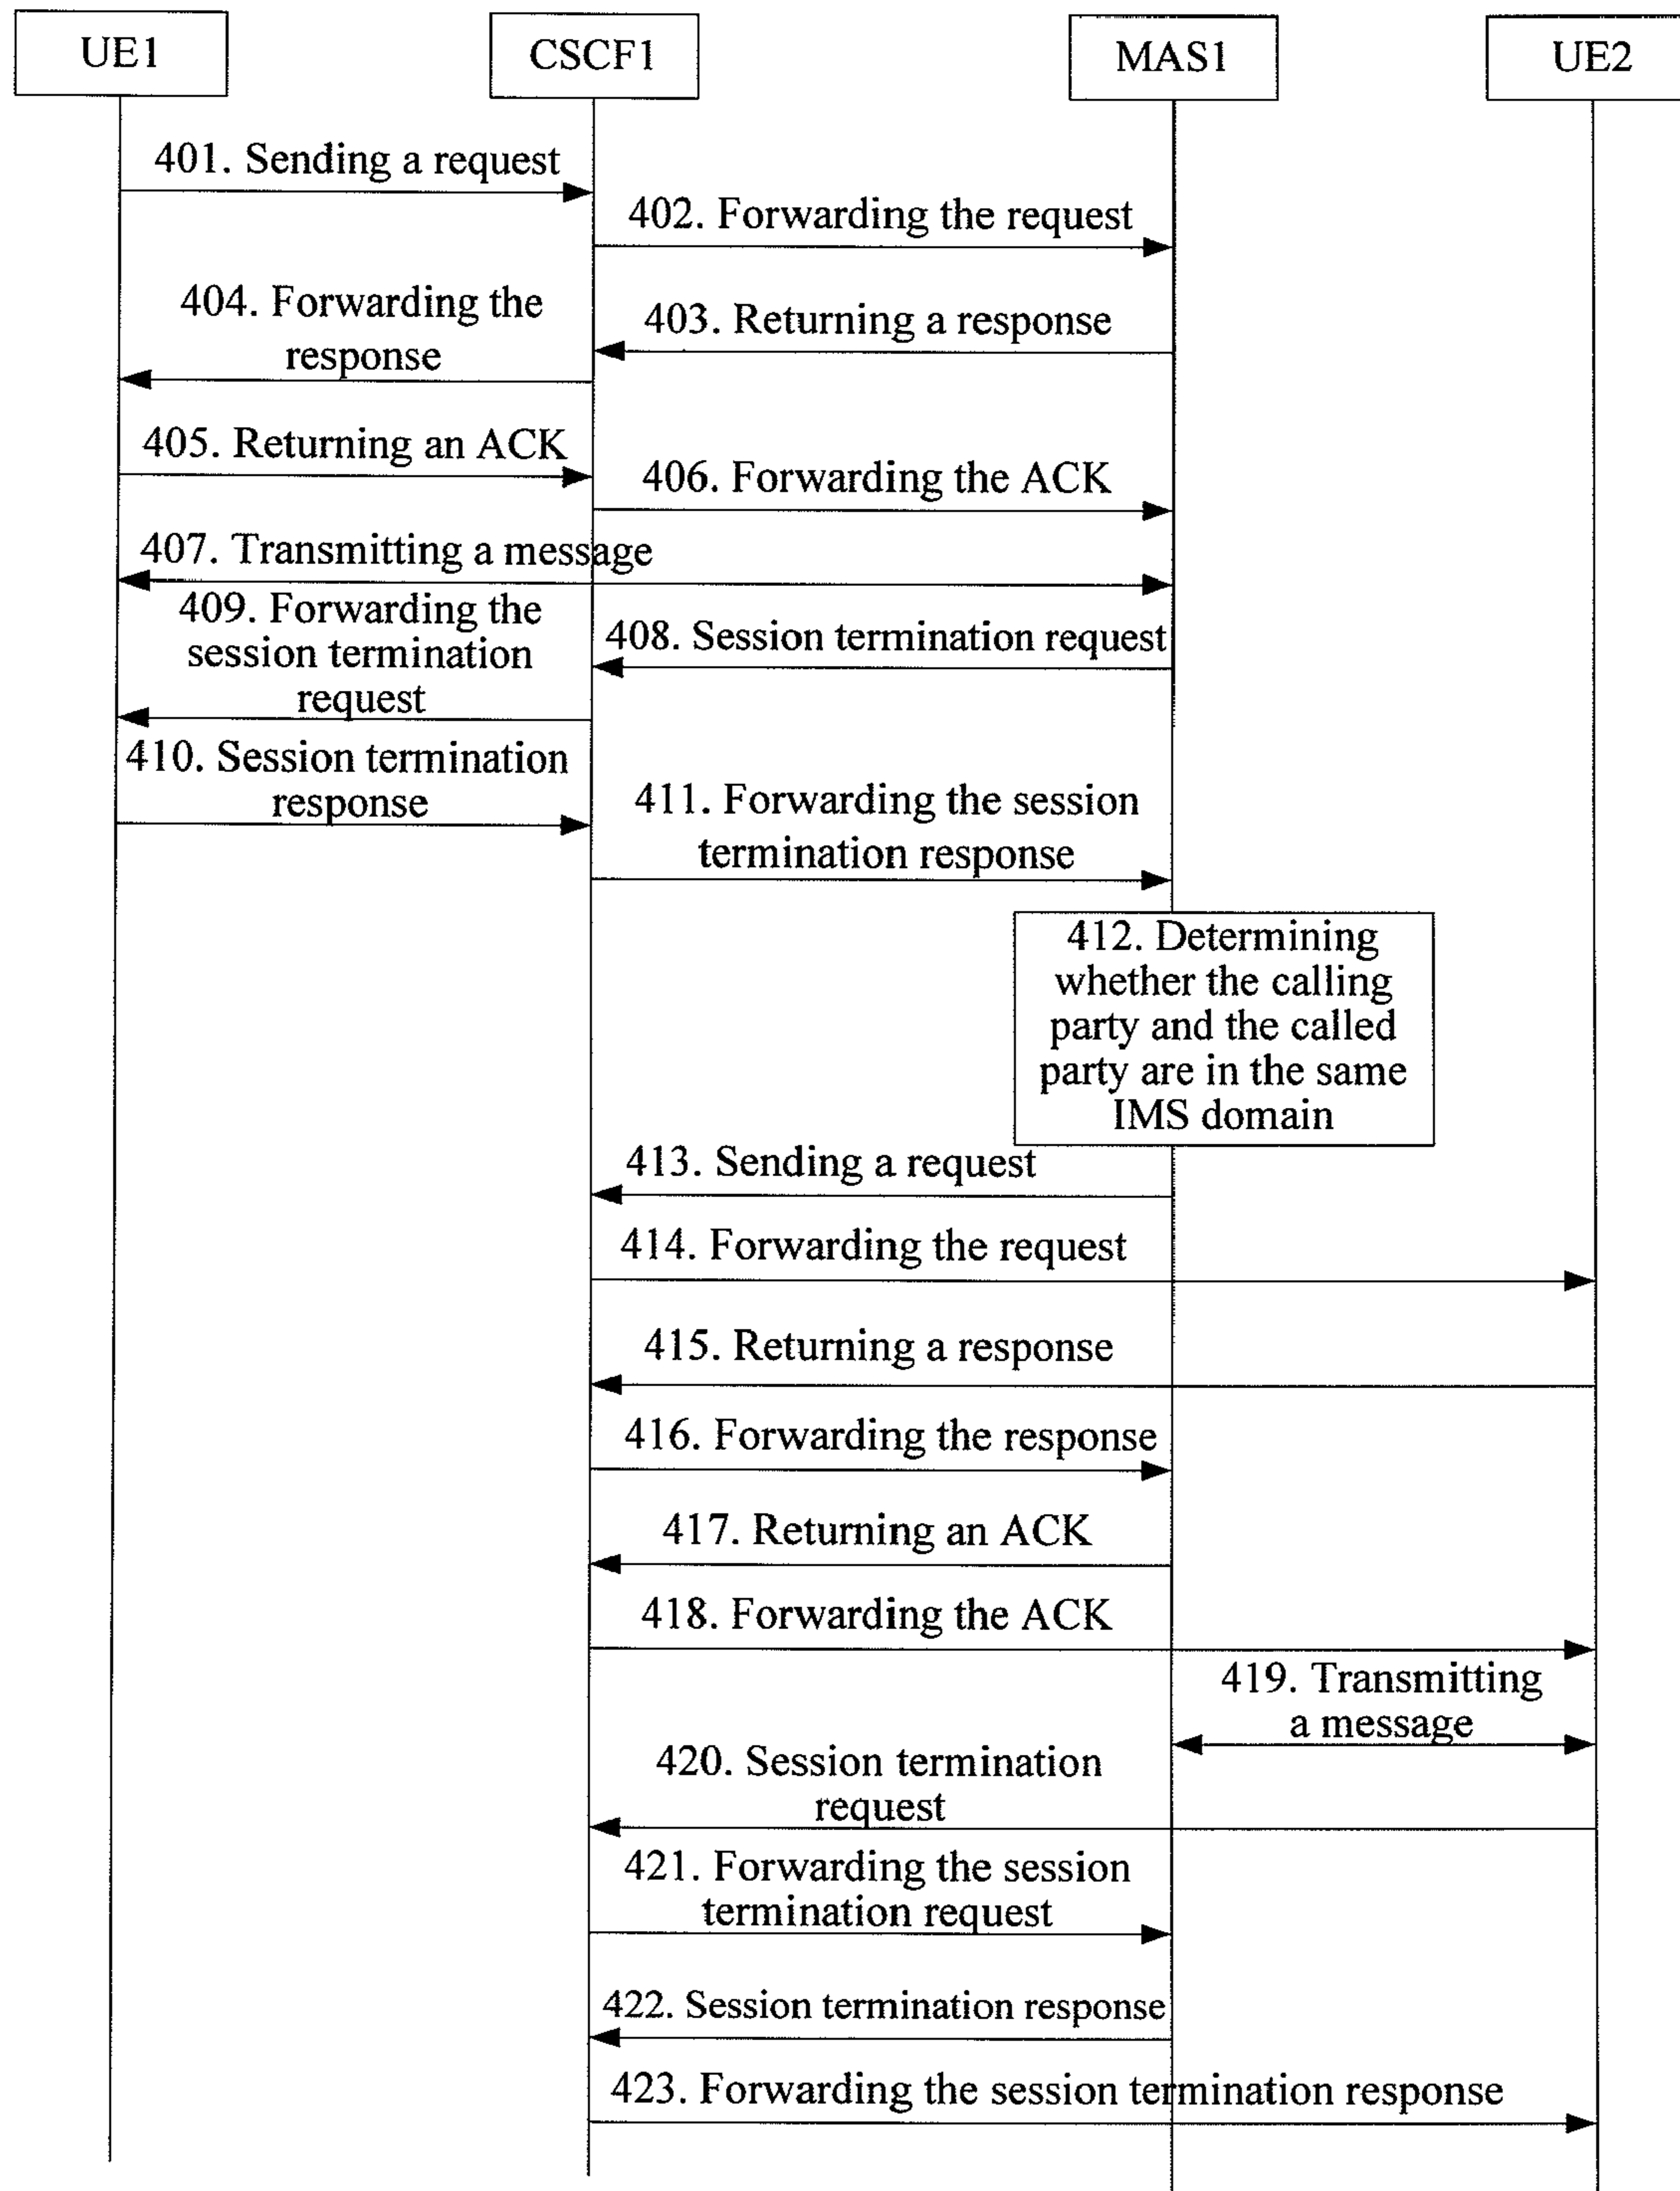 UE1
CSCF1
MAS1
UE2
401. Sending a request
402. Forwarding the request
404. Forwarding the
response
403. Returning a response
405. Returning an ACK
406. Forwarding the ACK
407. Transmitting a message
409. Forwarding the
session termination
request
408. Session termination request
410. Session termination
response
411. Forwarding the session
termination response
412. Determining
whether the calling
party and the called
party are in the same
IMS domain
413. Sending a request
414. Forwarding the request
415. Returning a response
416. Forwarding the response
417. Returning an ACK
418. Forwarding the ACK
419. Transmitting
a message
420. Session termination
request
421. Forwarding the session
termination request
422. Session termination response
423. Forwarding the session termination response